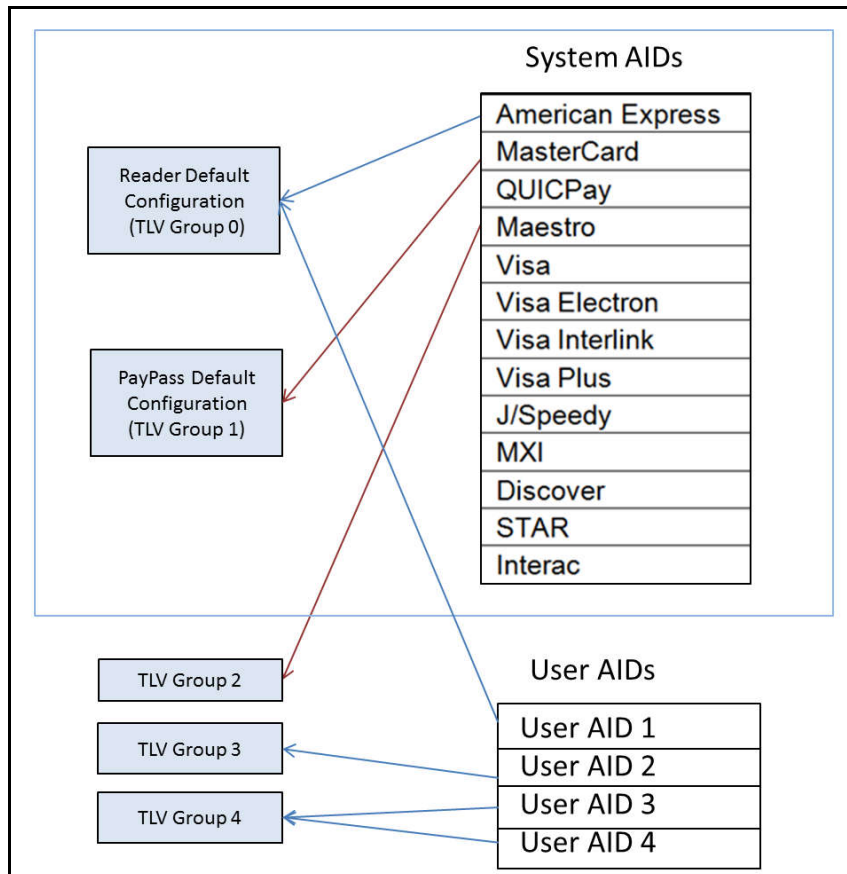 System AIDs
American Express
MasterCard
QUICPay
Maestro
Visa
Visa Electron
Visa Interlink
Visa Plus
J/Speedy
MXI
Discover
STAR
Interac
Reader Default
Configuration
(TLV Group 0)
PayPass Default
Configuration
(TLV Group 1)
TLV Group 2
TLV Group 3
TLV Group 4
User AIDs
User AID 1
User AID 2
User AID 3
User AID 4